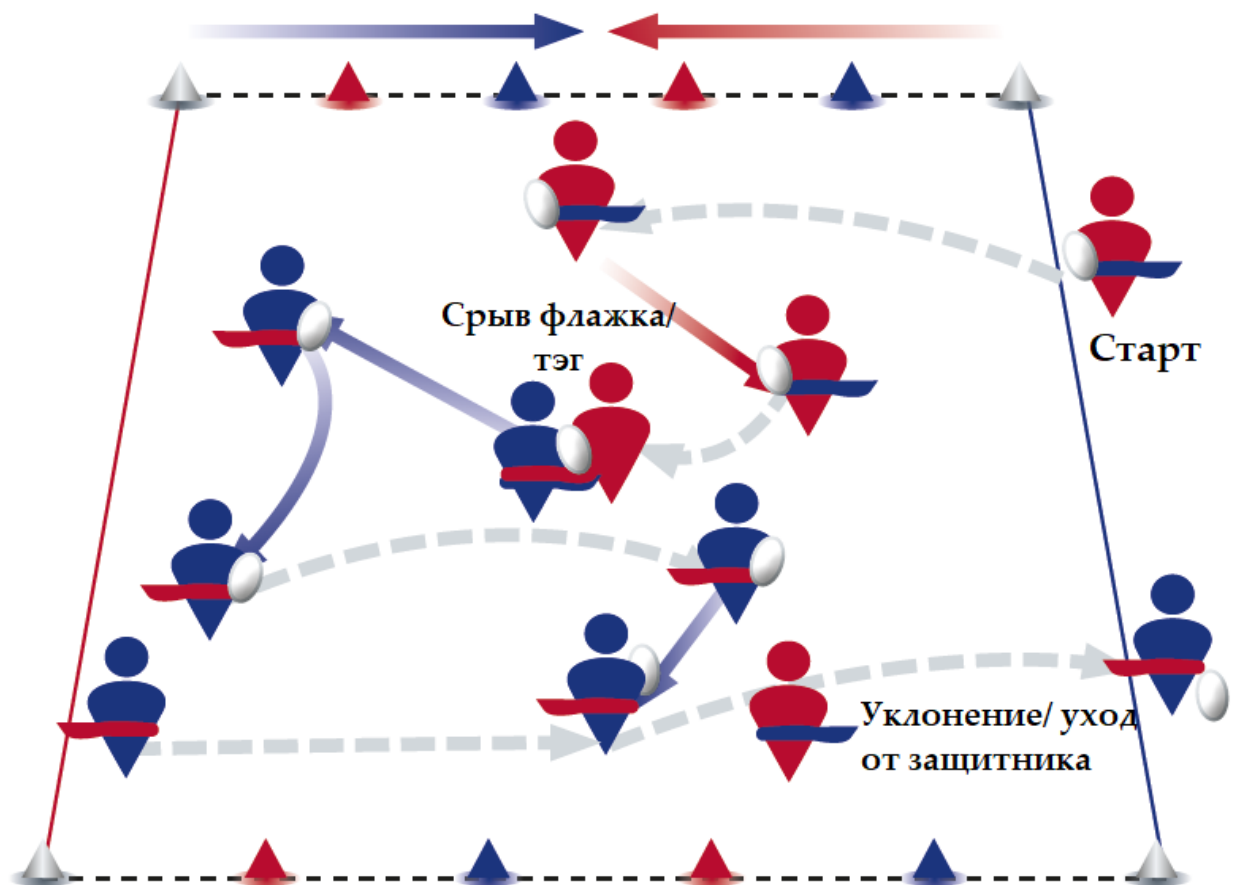 Срыв флажка/
тэг
Старт
Уклонение/ уход
от защитника